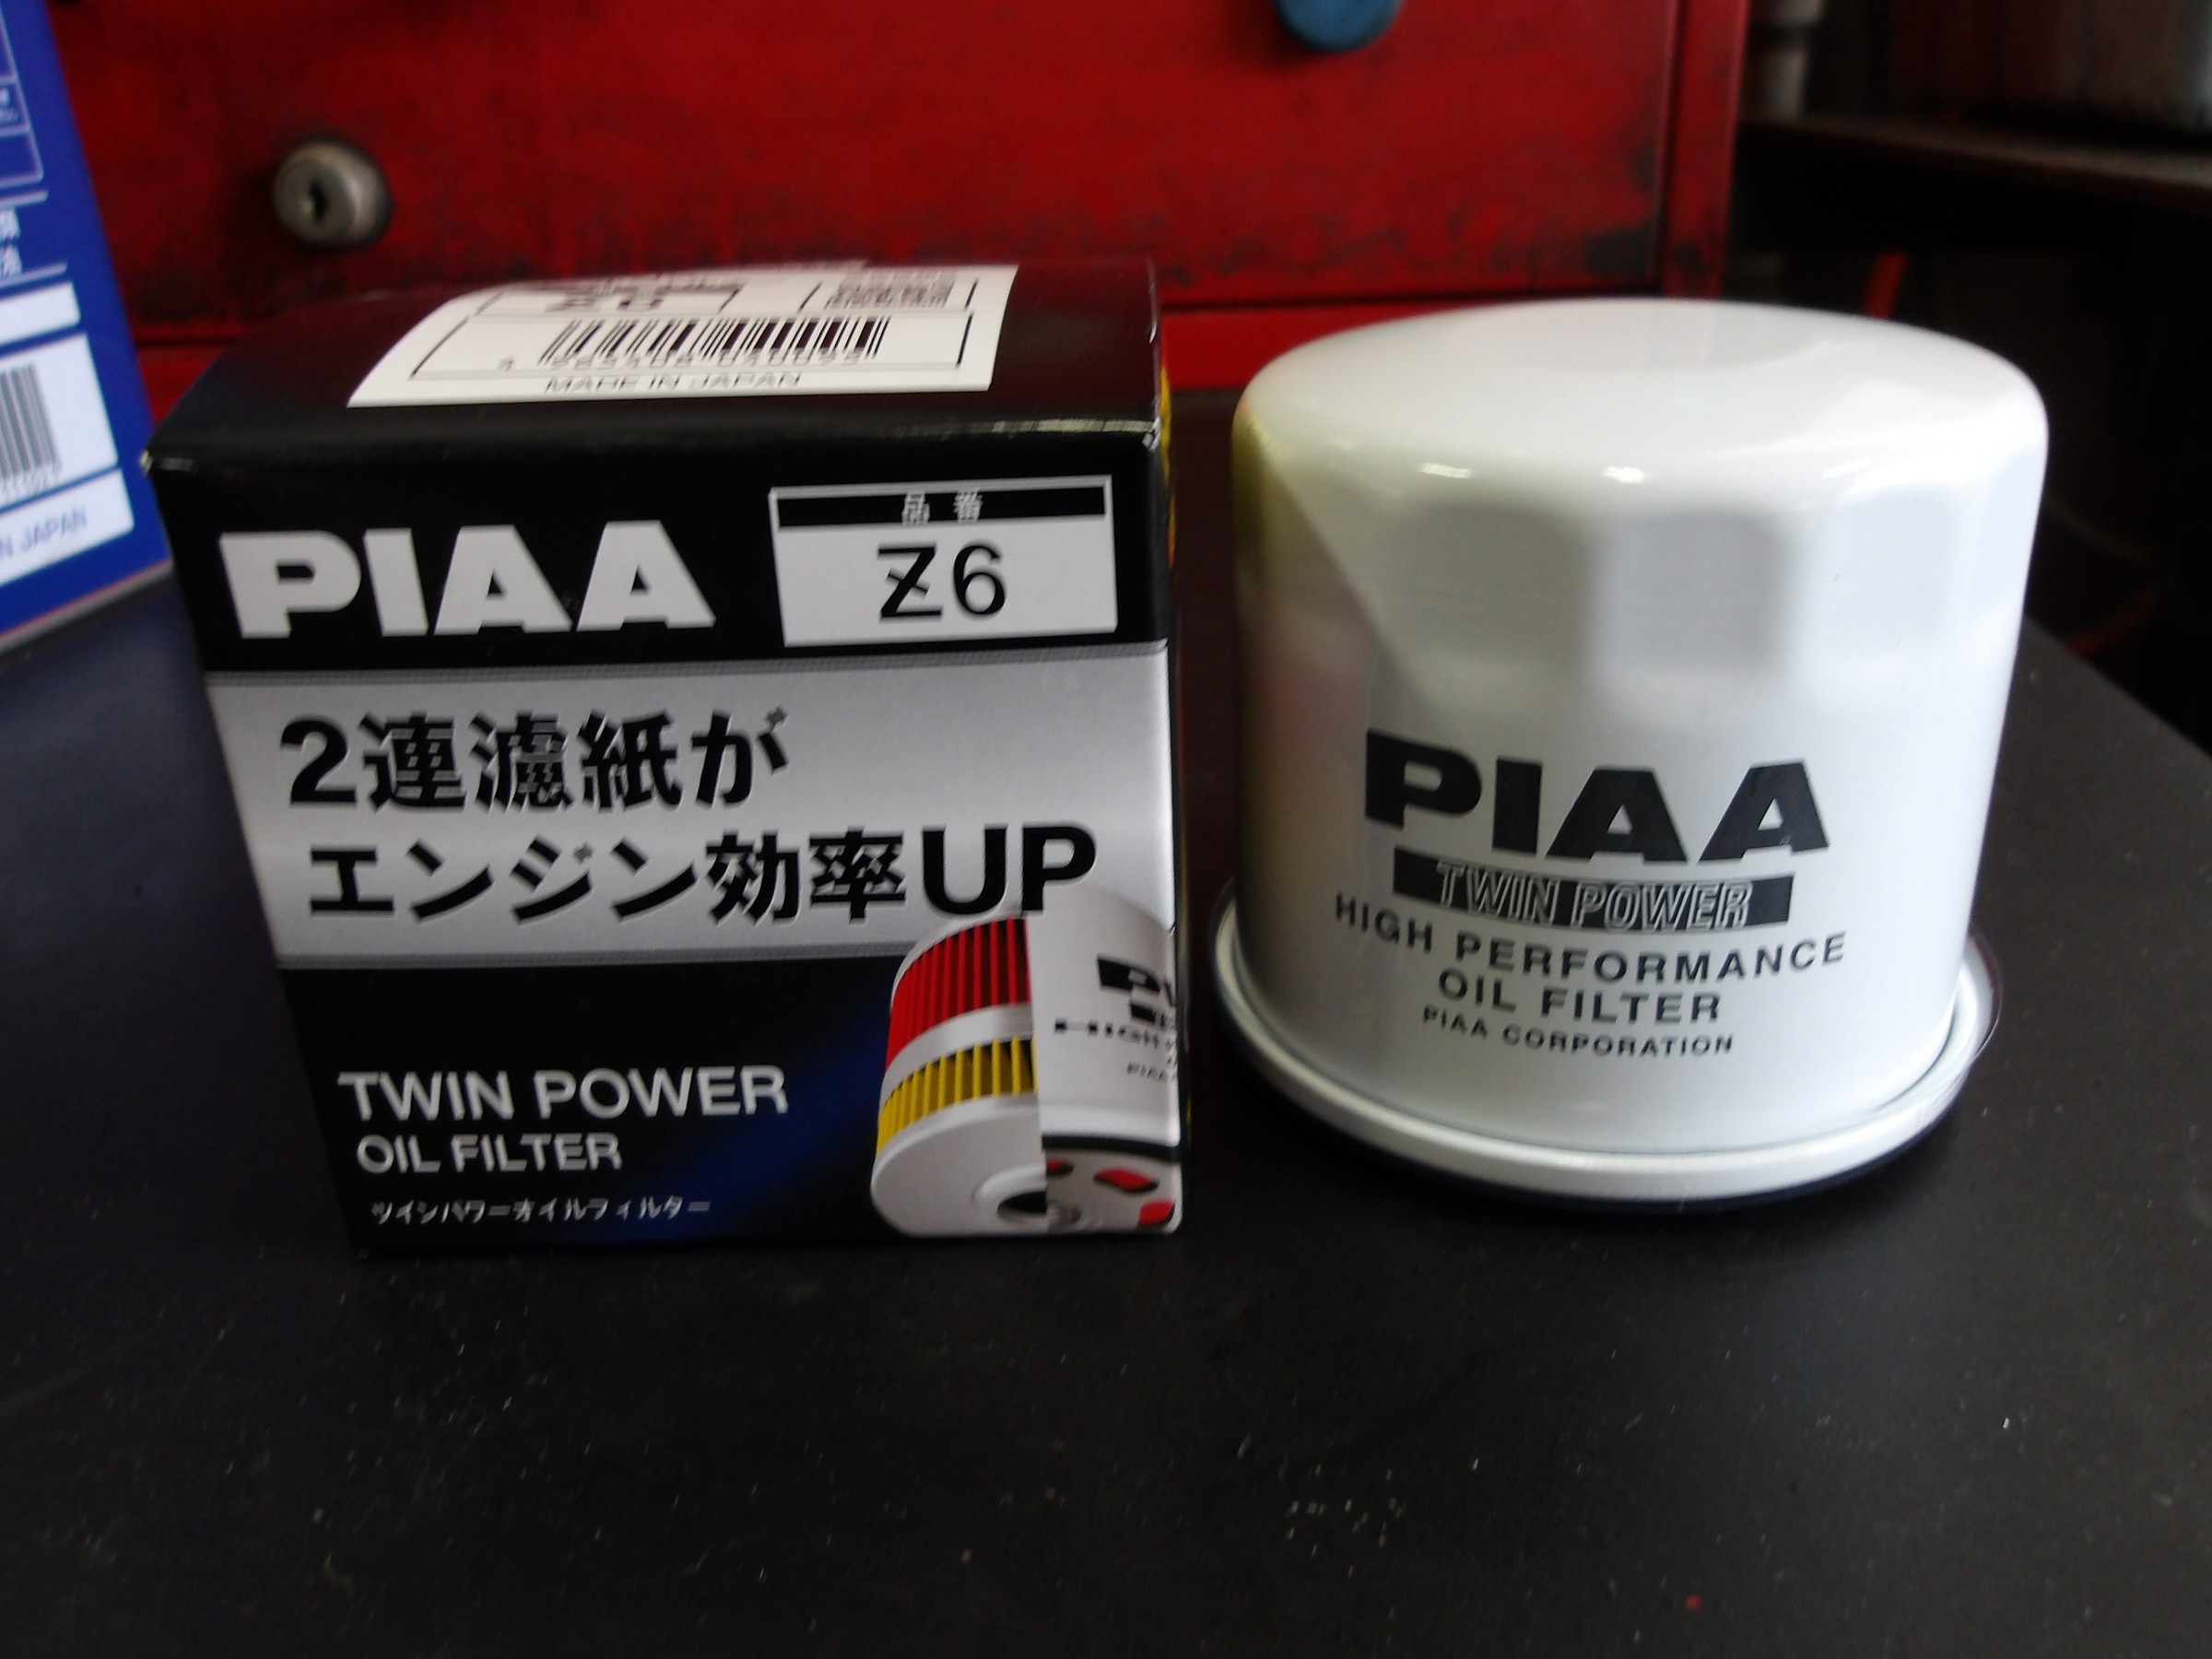 MADE IN JAPAN
PIAA
品番
Z6
2連濾紙が
エンジン効率UP
TWIN POWER
OIL FILTER
ツインパワーオイルフィルター
PIAA
TWIN POWER
HIGH PERFORMANCE
OIL FILTER
PIAA CORPORATION
JAPAN